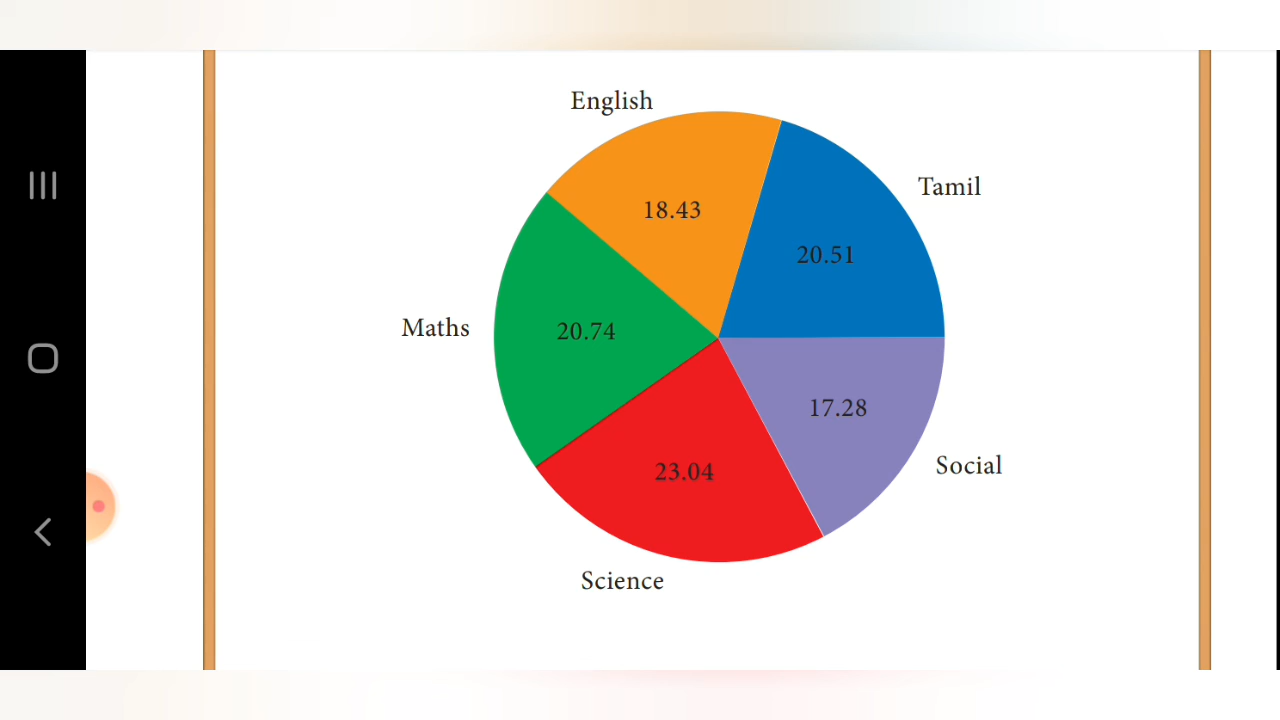 English
Tamil
18.43
20.51
Maths
20.74
17.28
Social
23.04
Science